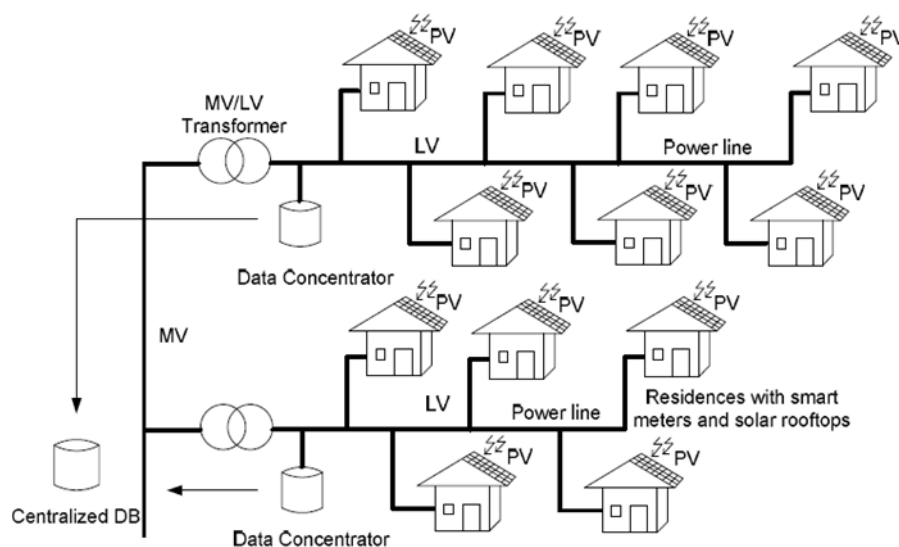 PV
PV
PV
PV
MV/LV
Transformer
LV
Power line
PV
PV
PV
Data Concentrator
PV
PV
PV
MV
LV
Power line
Residences with smart
meters and solar rooftops
PV
PV
Centralized DB
Data Concentrator